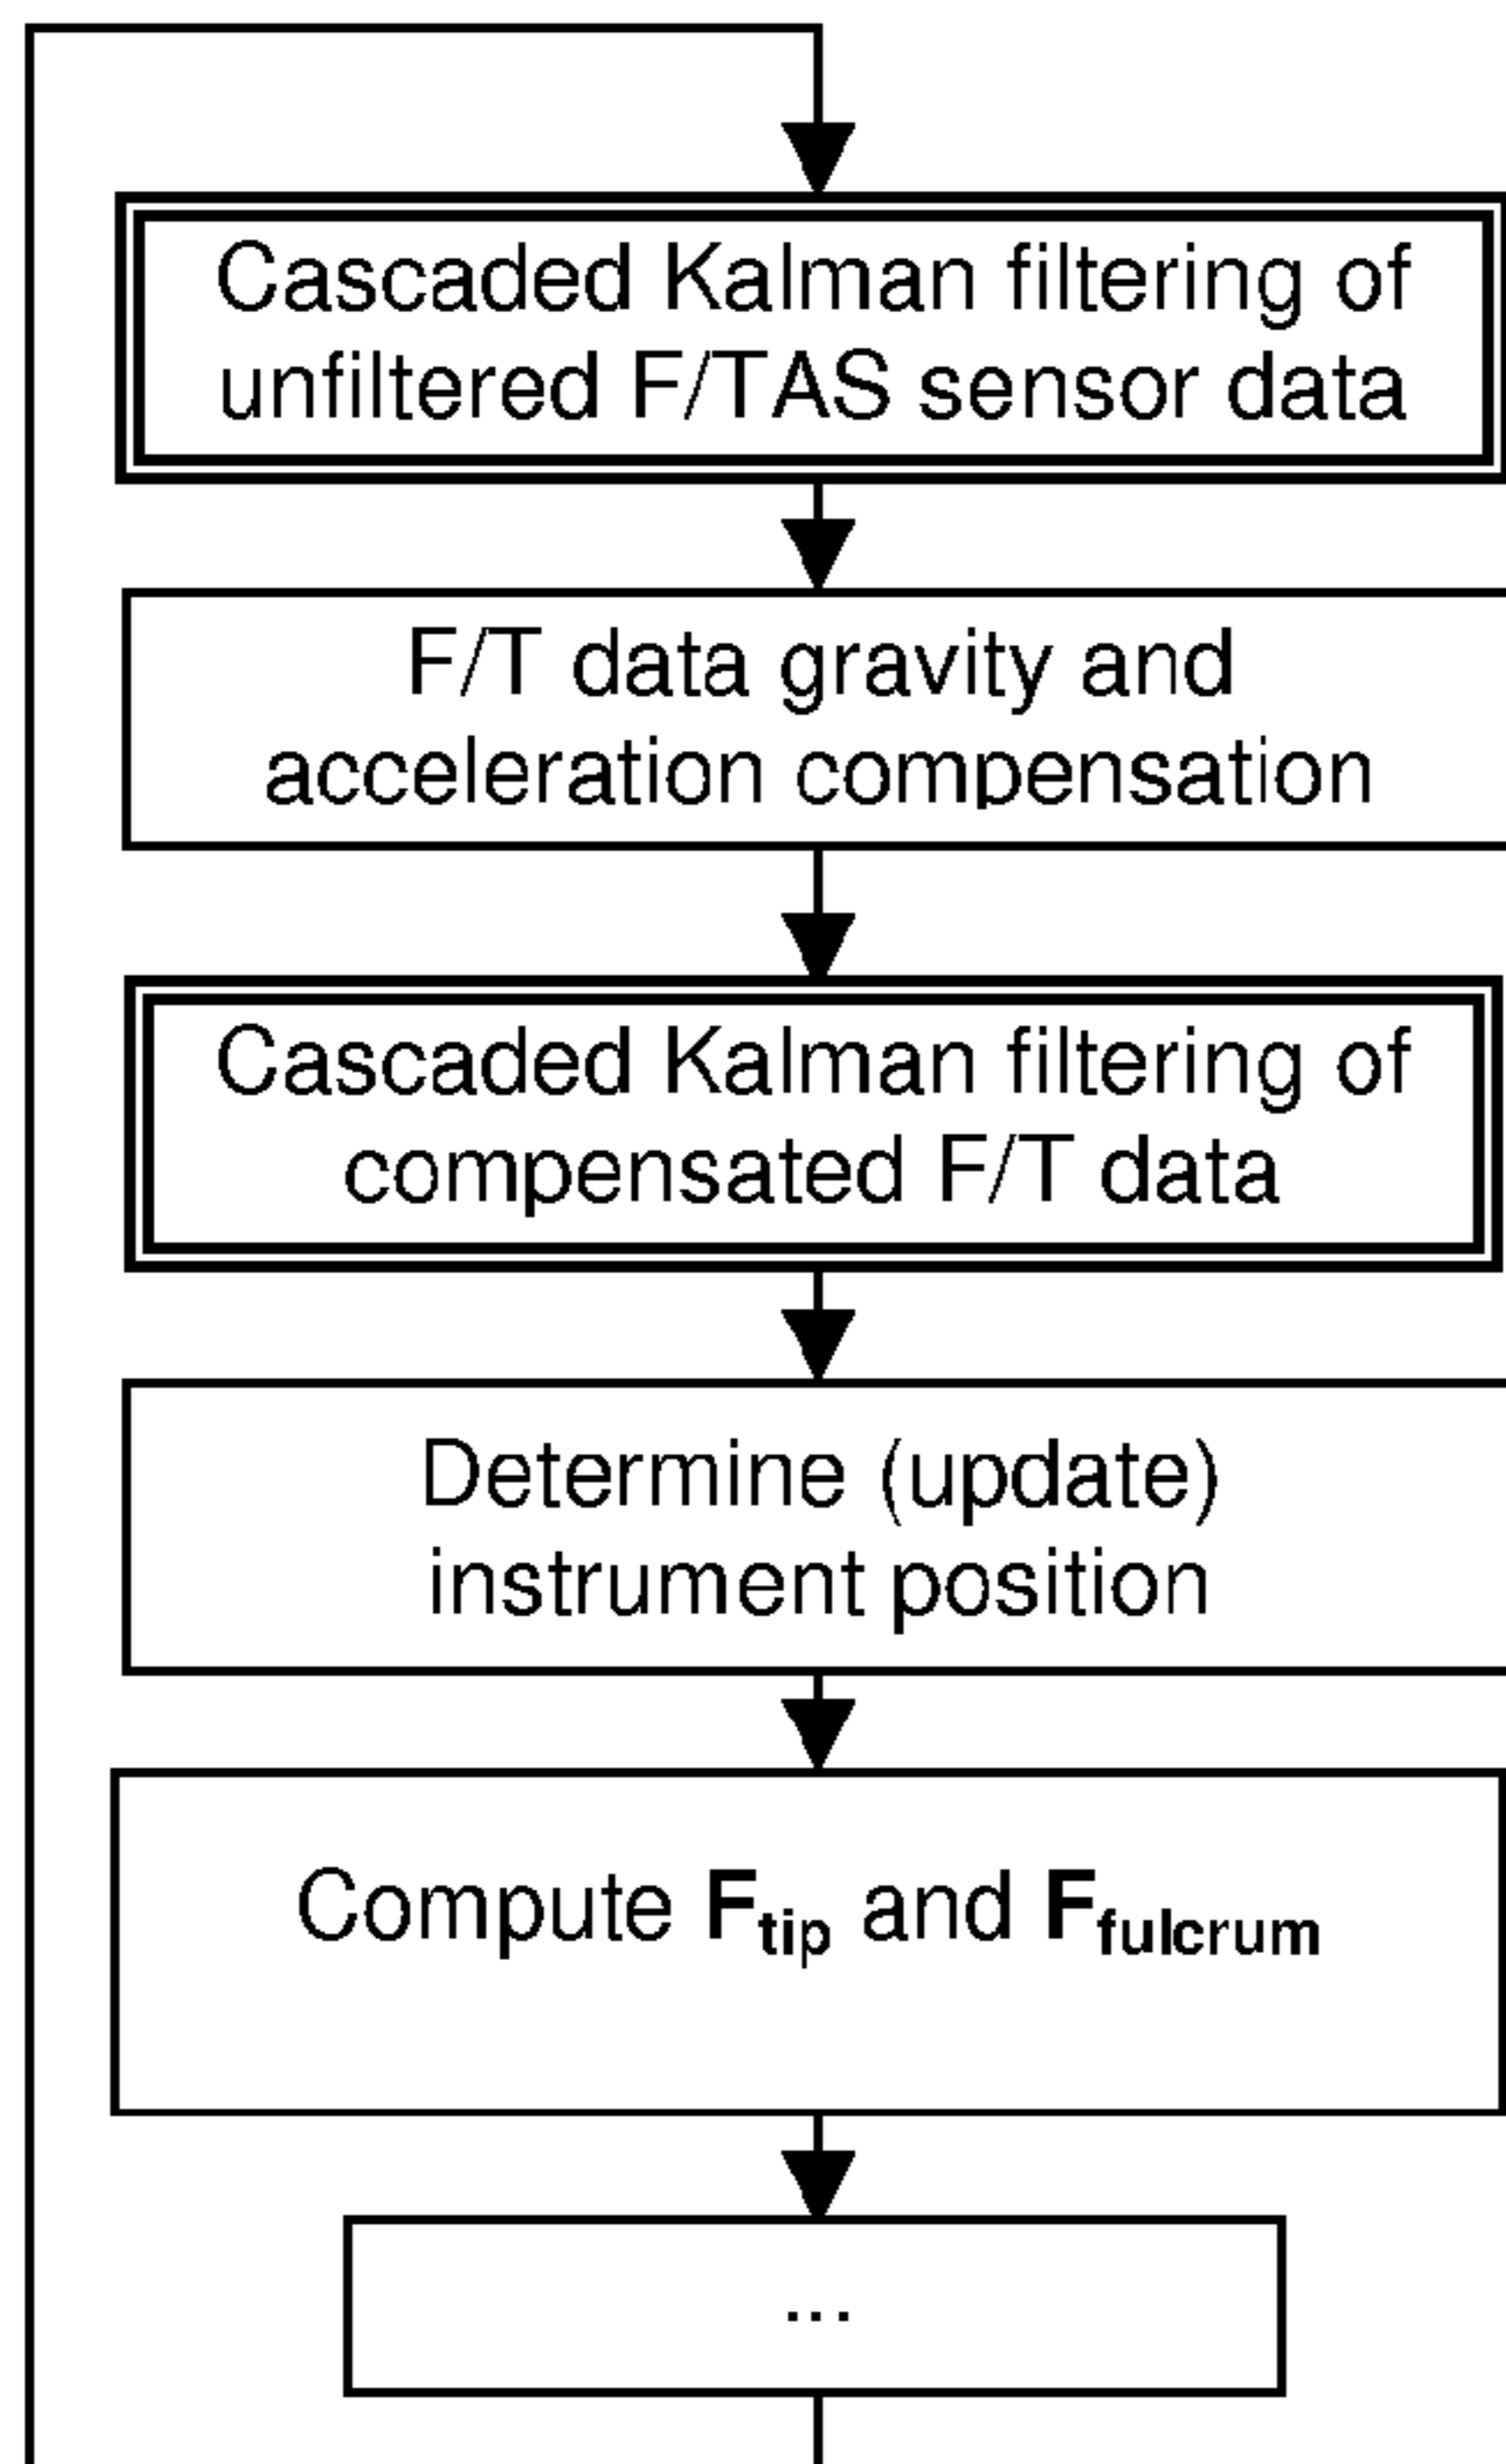 Cascaded Kalman filtering of
unfiltered F/TAS sensor data
F/T data gravity and
acceleration compensation
Cascaded Kalman filtering of
compensated F/T data
Determine (update)
instrument position
Compute Ftip and Ffulcrum
...